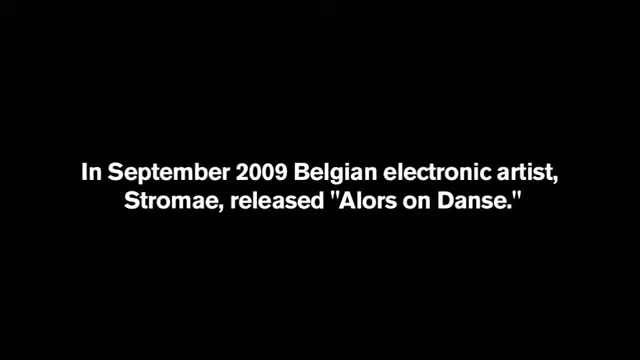 In September 2009 Belgian electronic artist,
Stromae, released "Alors on Danse."